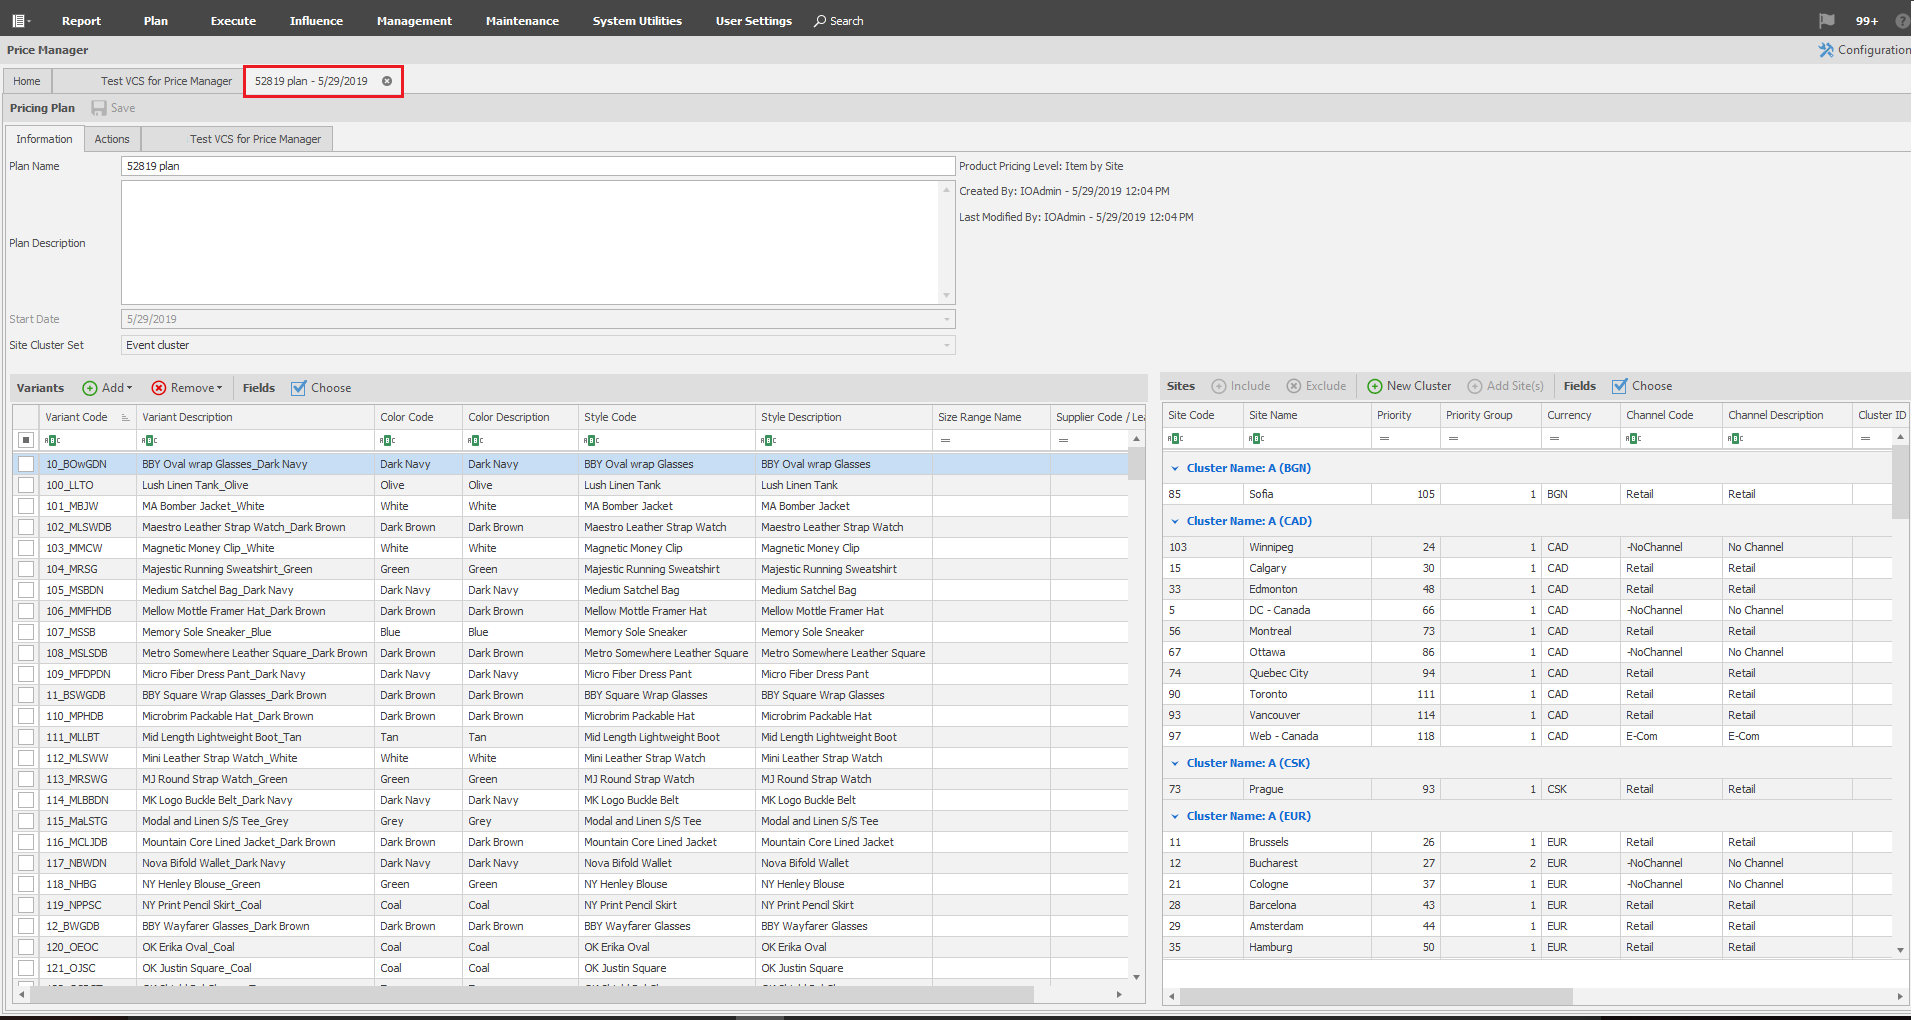 Report Plan Execute Influence Management Maintenance System Utilities User Settings Search 99+ ?
Price Manager Configuration
Home Test VCS for Price Manager 52819 plan - 5/29/2019
Pricing Plan Save
Information Actions Test VCS for Price Manager
Plan Name 52819 plan Product Pricing Level: Item by Site
Created By: IOAdmin - 5/29/2019 12:04 PM
Last Modified By: IOAdmin - 5/29/2019 12:04 PM
Plan Description
Start Date 5/29/2019
Site Cluster Set Event cluster
Variants Add Remove Fields Choose
Variant Code Variant Description Color Code Color Description Style Code Style Description Size Range Name Supplier Code / Lea
10_BOwGDN BBY Oval wrap Glasses_Dark Navy Dark Navy Dark Navy BBY Oval wrap Glasses BBY Oval wrap Glasses
100_LLTO Lush Linen Tank_Olive Olive Olive Lush Linen Tank Lush Linen Tank
101_MBJW MA Bomber Jacket_White White White MA Bomber Jacket MA Bomber Jacket
102_MLSWDB Maestro Leather Strap Watch_Dark Brown Dark Brown Dark Brown Maestro Leather Strap Watch Maestro Leather Strap Watch
103_MMCW Magnetic Money Clip_White White White Magnetic Money Clip Magnetic Money Clip
104_MRSG Majestic Running Sweatshirt_Green Green Green Majestic Running Sweatshirt Majestic Running Sweatshirt
105_MSBDN Medium Satchel Bag_Dark Navy Dark Navy Dark Navy Medium Satchel Bag Medium Satchel Bag
106_MMFHDB Mellow Mottle Framer Hat_Dark Brown Dark Brown Dark Brown Mellow Mottle Framer Hat Mellow Mottle Framer Hat
107_MSSB Memory Sole Sneaker_Blue Blue Blue Memory Sole Sneaker Memory Sole Sneaker
108_MSLSDB Metro Somewhere Leather Square_Dark Brown Dark Brown Dark Brown Metro Somewhere Leather Square Metro Somewhere Leather Square
109_MFDPDN Micro Fiber Dress Pant_Dark Navy Dark Navy Dark Navy Micro Fiber Dress Pant Micro Fiber Dress Pant
11_BSWGDB BBY Square Wrap Glasses_Dark Brown Dark Brown Dark Brown BBY Square Wrap Glasses BBY Square Wrap Glasses
110_MPHDB Microbrim Packable Hat_Dark Brown Dark Brown Dark Brown Microbrim Packable Hat Microbrim Packable Hat
111_MLLBT Mid Length Lightweight Boot_Tan Tan Tan Mid Length Lightweight Boot Mid Length Lightweight Boot
112_MLSWW Mini Leather Strap Watch_White White White Mini Leather Strap Watch Mini Leather Strap Watch
113_MRSWG MJ Round Strap Watch_Green Green Green MJ Round Strap Watch MJ Round Strap Watch
114_MLBBDN MK Logo Buckle Belt_Dark Navy Dark Navy Dark Navy MK Logo Buckle Belt MK Logo Buckle Belt
115_MaLSTG Modal and Linen S/S Tee_Grey Grey Grey Modal and Linen S/S Tee Modal and Linen S/S Tee
116_MCLJDB Mountain Core Lined Jacket_Dark Brown Dark Brown Dark Brown Mountain Core Lined Jacket Mountain Core Lined Jacket
117_NBWDN Nova Bifold Wallet_Dark Navy Dark Navy Dark Navy Nova Bifold Wallet Nova Bifold Wallet
118_NHBG NY Henley Blouse_Green Green Green NY Henley Blouse NY Henley Blouse
119_NPPSC NY Print Pencil Skirt_Coal Coal Coal NY Print Pencil Skirt NY Print Pencil Skirt
12_BWGDB BBY Wayfarer Glasses_Dark Brown Dark Brown Dark Brown BBY Wayfarer Glasses BBY Wayfarer Glasses
120_OEOC OK Erika Oval_Coal Coal Coal OK Erika Oval OK Erika Oval
121_OJSC OK Justin Square_Coal Coal Coal OK Justin Square OK Justin Square
Sites Include Exclude New Cluster Add Site(s) Fields Choose
Site Code Site Name Priority Priority Group Currency Channel Code Channel Description Cluster ID
Cluster Name: A (BGN)
85 Sofia 105 1 BGN Retail Retail
Cluster Name: A (CAD)
103 Winnipeg 24 1 CAD -NoChannel No Channel
15 Calgary 30 1 CAD Retail Retail
33 Edmonton 48 1 CAD Retail Retail
5 DC - Canada 66 1 CAD -NoChannel No Channel
56 Montreal 73 1 CAD Retail Retail
67 Ottawa 86 1 CAD -NoChannel No Channel
74 Quebec City 94 1 CAD Retail Retail
90 Toronto 111 1 CAD Retail Retail
93 Vancouver 114 1 CAD Retail Retail
97 Web - Canada 118 1 CAD E-Com E-Com
Cluster Name: A (CSK)
73 Prague 93 1 CSK Retail Retail
Cluster Name: A (EUR)
11 Brussels 26 1 EUR Retail Retail
12 Bucharest 27 2 EUR -NoChannel No Channel
21 Cologne 37 1 EUR -NoChannel No Channel
28 Barcelona 43 1 EUR Retail Retail
29 Amsterdam 44 1 EUR Retail Retail
35 Hamburg 50 1 EUR Retail Retail